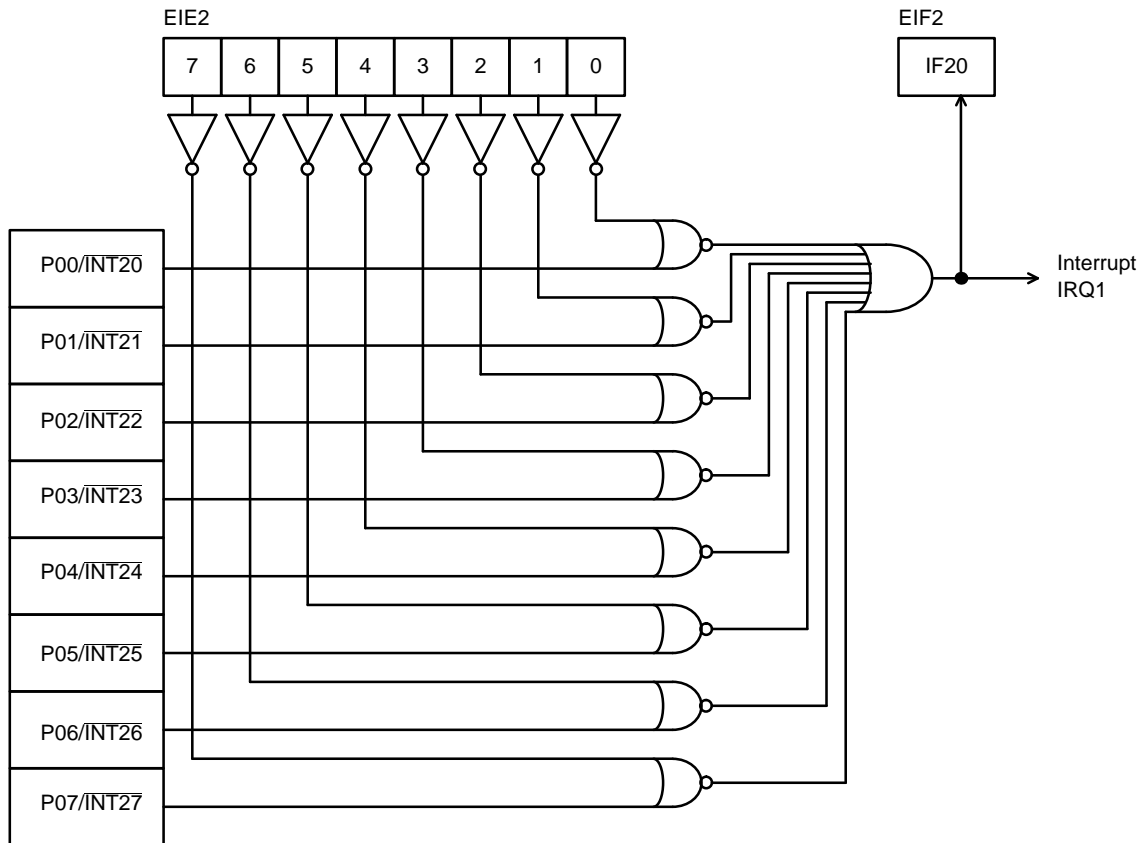 EIE2
EIF2
7 6 5 4 3 2 1 0
IF20
P00/INT20
Interrupt
IRQ1
P01/INT21
P02/INT22
P03/INT23
P04/INT24
P05/INT25
P06/INT26
P07/INT27